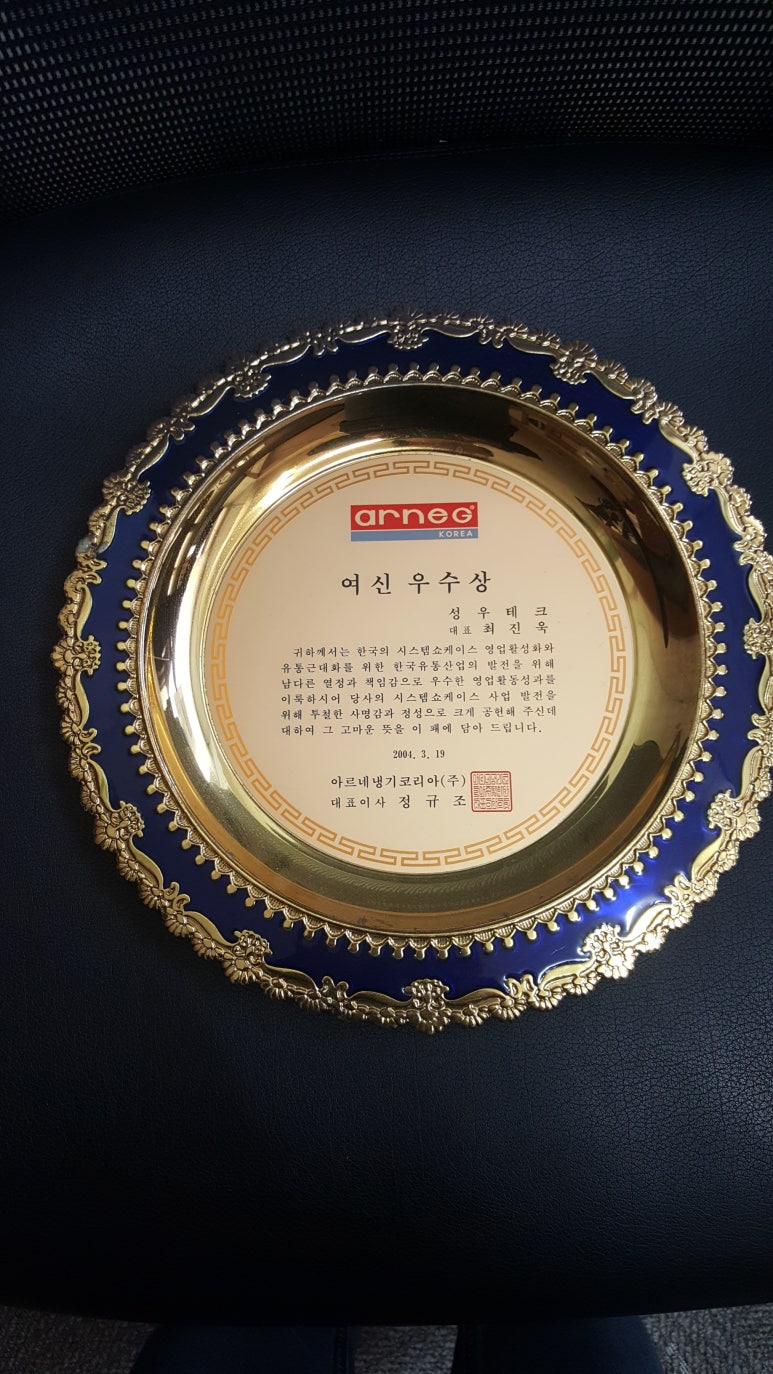 arneg
KOREA
여신 우수상
성 우 테 크
대표 최 진 욱
귀하께서는 한국의 시스템쇼케이스 영업활성화와
유통근대화를 위한 한국유통산업의 발전을 위해
남다른 열정과 책임감으로 우수한 영업활동성과를
이룩하시어 당사의 시스템쇼케이스 사업 발전을
위해 투철한 사명감과 정성으로 크게 공헌해 주신데
대하여 그 고마운 뜻을 이 패에 담아 드립니다.
2004. 3. 19
아르네냉기코리아(주)
대표이사 정 규 조